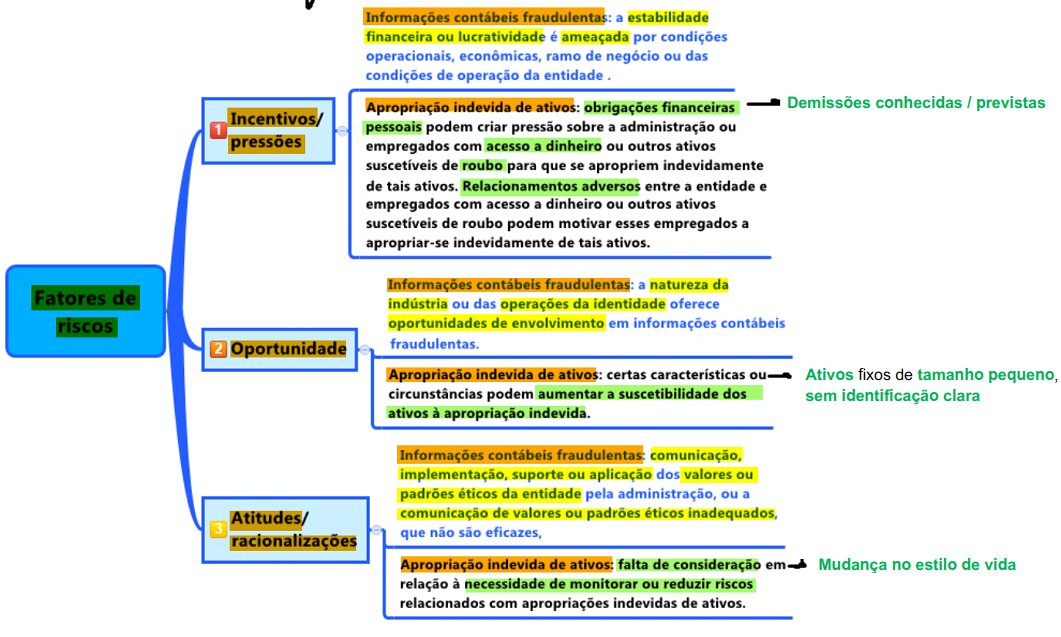 Informações contábeis fraudulentas: a estabilidade
financeira ou lucratividade é ameaçada por condições
operacionais, econômicas, ramo de negócio ou das
condições de operação da entidade .
1 Incentivos/
pressões
Apropriação indevida de ativos: obrigações financeiras
pessoais podem criar pressão sobre a administração ou
empregados com acesso a dinheiro ou outros ativos
suscetíveis de roubo para que se apropriem indevidamente
de tais ativos. Relacionamentos adversos entre a entidade e
empregados com acesso a dinheiro ou outros ativos
suscetíveis de roubo podem motivar esses empregados a
apropriar-se indevidamente de tais ativos.
Demissões conhecidas / previstas
Fatores de
riscos
Informações contábeis fraudulentas: a natureza da
indústria ou das operações da identidade oferece
oportunidades de envolvimento em informações contábeis
fraudulentas.
2 Oportunidade
Apropriação indevida de ativos: certas características ou
circunstâncias podem aumentar a suscetibilidade dos
ativos à apropriação indevida.
Ativos fixos de tamanho pequeno,
sem identificação clara
Informações contábeis fraudulentas: comunicação,
implementação, suporte ou aplicação dos valores ou
padrões éticos da entidade pela administração, ou a
comunicação de valores ou padrões éticos inadequados,
que não são eficazes,
3 Atitudes/
racionalizações
Apropriação indevida de ativos: falta de consideração em
relação à necessidade de monitorar ou reduzir riscos
relacionados com apropriações indevidas de ativos.
Mudança no estilo de vida